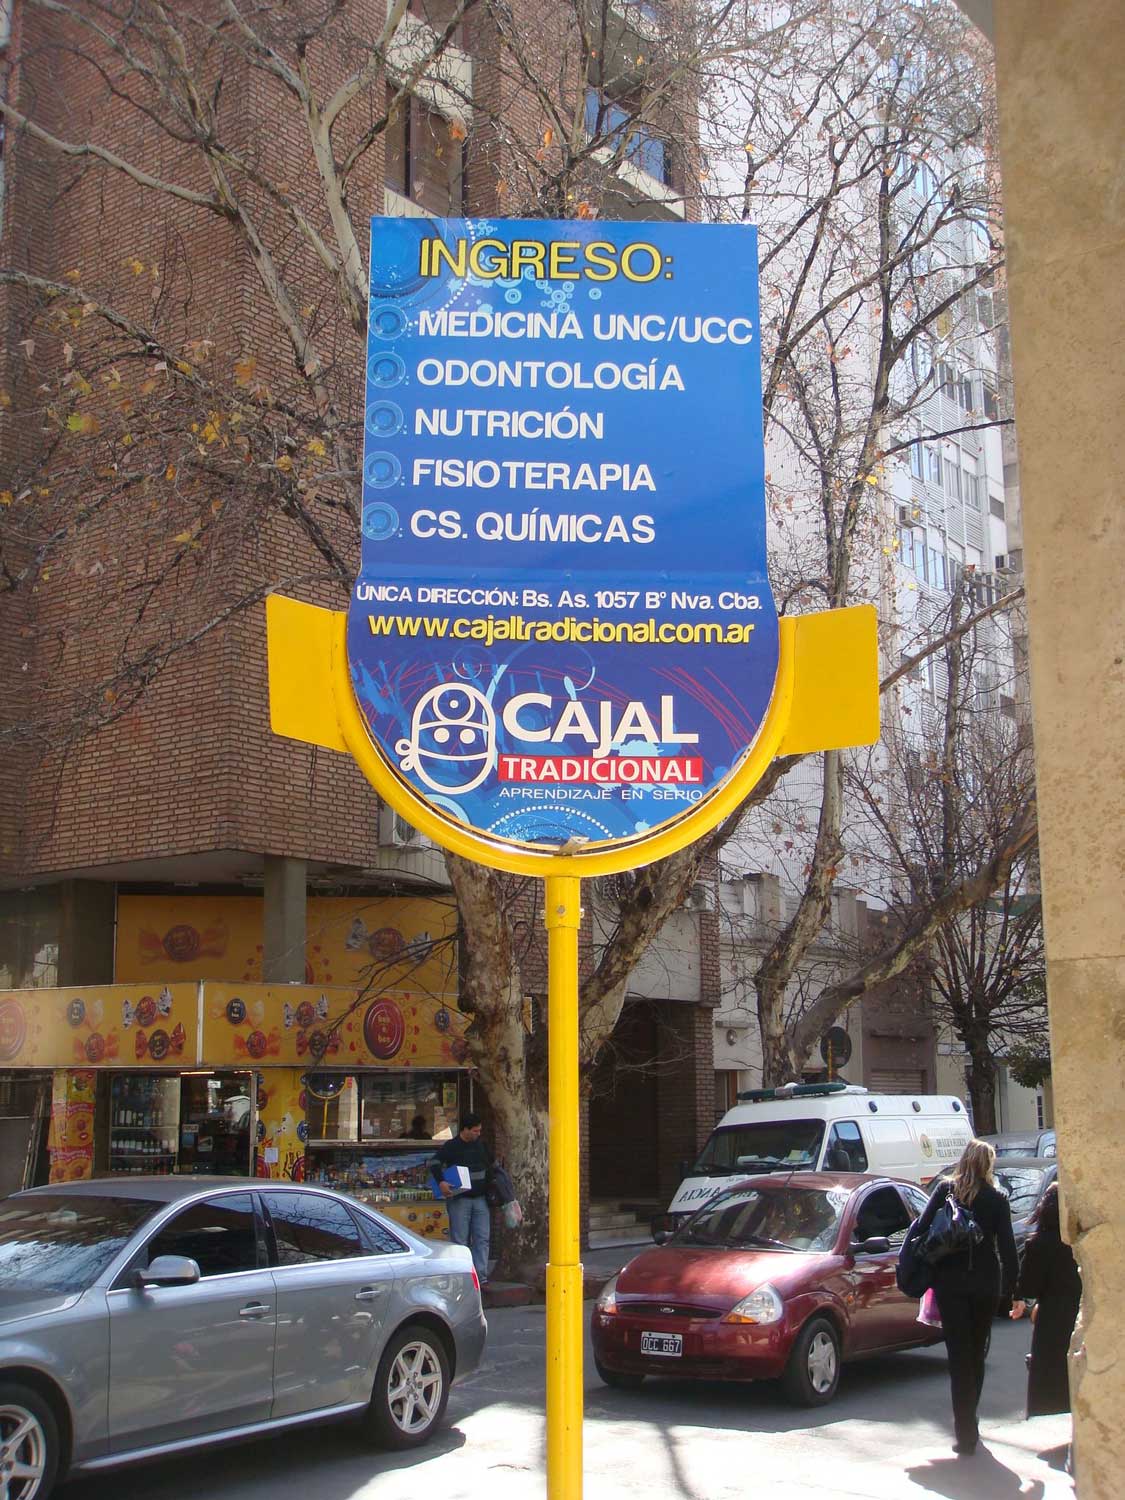 INGRESO:
MEDICINA UNC/UCC
ODONTOLOGÍA
NUTRICIÓN
FISIOTERAPIA
CS. QUÍMICAS
ÚNICA DIRECCIÓN: Bs. As. 1057 B° Nva. Cba.
www.cajaltradicional.com.ar
CAJAL
TRADICIONAL
APRENDIZAJE EN SERIO
OCC 667